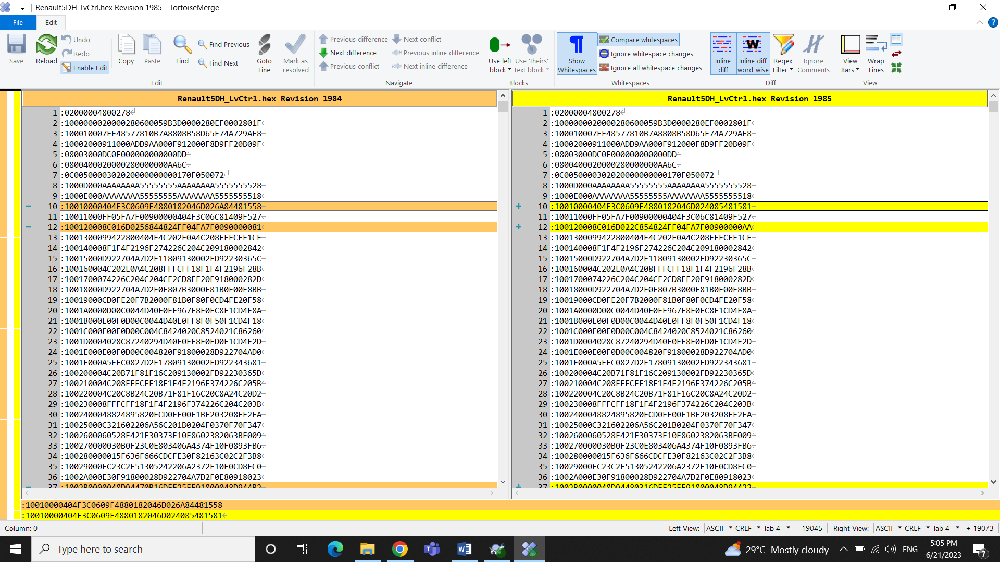 Renault5DH_LvCtrl.hex Revision 1985 - TortoiseMerge
File Edit
Save Reload Undo Redo Enable Edit Copy Paste Find Find Previous Find Next Goto Line Mark as resolved
Previous difference Next conflict
Next difference Previous inline difference
Previous conflict Next inline difference
Use left block Use 'theirs' text block
Show Whitespaces Compare whitespaces
Ignore whitespace changes
Ignore all whitespace changes
Inline diff Inline diff word-wise Regex Filter Ignore Comments View Bars Wrap Lines
Edit Navigate Blocks Whitespaces Diff View
Renault5DH_LvCtrl.hex Revision 1984
1 :02000004800278
2 :1000000020000280600059B3D0000280EF0002801F
3 :100010007EF48577810B7A8808B58D65F74A729AE8
4 :10002000911000ADD9AA000F912000F8D9FF20B09F
5 :08003000DC0F000000000000DD
6 :0800400020000280000000AA6C
7 :0C0050000302020000000000170F050072
8 :1000D000AAAAAAAA55555555AAAAAAAA5555555528
9 :1000E000AAAAAAAA55555555AAAAAAAA5555555518
10 :10010000404F3C0609F4880182046D026A84481558
11 :10011000FF05FA7F00900000404F3C06C81409F527
12 :100120008C016D0256844824FF04FA7F0090000081
13 :1001300099422800404F4C202E0A4C208FFFCFF1CF
14 :100140008F1F4F2196F274226C204C209180002842
15 :10015000D922704A7D2F11809130002FD92230365C
16 :100160004C202E0A4C208FFFCFF18F1F4F2196F28B
17 :1001700074226C204C204CF2CD8FE20F918000282D
18 :10018000D922704A7D2F0E807B3000F81B0F00F8BB
19 :10019000CD0FE20F7B2000F81B0F80F0CD4FE20F58
20 :1001A0000D00C0044D40E0FF967F8F0FC8F1CD4F8A
21 :1001B000E00F0D00C0044D40E0FF8F0F50F1CD4F18
22 :1001C000E00F0D00C004C8424020C8524021C86260
23 :1001D0004028C87240294D40E0FF8F0FD0F1CD4F2D
24 :1001E000E00F0D00C004820F91800028D922704AD0
25 :1001F000A5FFC0827D2F17809130002FD922343681
26 :100200004C20B71F81F16C209130002FD92230365D
27 :100210004C208FFFCFF18F1F4F2196F374226C205B
28 :100220004C20C8B24C20B71F81F16C20C8A24C20D2
29 :100230008FFFCFF18F1F4F2196F374226C204C203B
30 :1002400048824895820FCD0FE00F1BF203208FF2FA
31 :10025000C321602206A56C201B0204F0370F70F347
32 :1002600060528F421E30373F10F8602382063BF009
33 :100270000030B0F23C0E803406A4374F10F0893FB6
34 :100280000015F636F666CDCFE30F82163C02C2F3B8
35 :10029000FC23C2F51305242206A2372F10F0CD8FC0
36 :1002A000E30F91800028D922704A7D2F0E80918023
37 :1002B0000048D94470B16DFF25FF91800048D944B2
Renault5DH_LvCtrl.hex Revision 1985
1 :02000004800278
2 :1000000020000280600059B3D0000280EF0002801F
3 :100010007EF48577810B7A8808B58D65F74A729AE8
4 :10002000911000ADD9AA000F912000F8D9FF20B09F
5 :08003000DC0F000000000000DD
6 :0800400020000280000000AA6C
7 :0C0050000302020000000000170F050072
8 :1000D000AAAAAAAA55555555AAAAAAAA5555555528
9 :1000E000AAAAAAAA55555555AAAAAAAA5555555518
10 :10010000404F3C0609F4880182046D024085481581
11 :10011000FF05FA7F00900000404F3C06C81409F527
12 :100120008C016D022C854824FF04FA7F00900000AA
13 :1001300099422800404F4C202E0A4C208FFFCFF1CF
14 :100140008F1F4F2196F274226C204C209180002842
15 :10015000D922704A7D2F11809130002FD92230365C
16 :100160004C202E0A4C208FFFCFF18F1F4F2196F28B
17 :1001700074226C204C204CF2CD8FE20F918000282D
18 :10018000D922704A7D2F0E807B3000F81B0F00F8BB
19 :10019000CD0FE20F7B2000F81B0F80F0CD4FE20F58
20 :1001A0000D00C0044D40E0FF967F8F0FC8F1CD4F8A
21 :1001B000E00F0D00C0044D40E0FF8F0F50F1CD4F18
22 :1001C000E00F0D00C004C8424020C8524021C86260
23 :1001D0004028C87240294D40E0FF8F0FD0F1CD4F2D
24 :1001E000E00F0D00C004820F91800028D922704AD0
25 :1001F000A5FFC0827D2F17809130002FD922343681
26 :100200004C20B71F81F16C209130002FD92230365D
27 :100210004C208FFFCFF18F1F4F2196F374226C205B
28 :100220004C20C8B24C20B71F81F16C20C8A24C20D2
29 :100230008FFFCFF18F1F4F2196F374226C204C203B
30 :1002400048824895820FCD0FE00F1BF203208FF2FA
31 :10025000C321602206A56C201B0204F0370F70F347
32 :1002600060528F421E30373F10F8602382063BF009
33 :100270000030B0F23C0E803406A4374F10F0893FB6
34 :100280000015F636F666CDCFE30F82163C02C2F3B8
35 :10029000FC23C2F51305242206A2372F10F0CD8FC0
36 :1002A000E30F91800028D922704A7D2F0E80918023
37 :1002B0000048D94480316DFF25FF91800048D94422
:10010000404F3C0609F4880182046D026A84481558
:10010000404F3C0609F4880182046D024085481581
Column: 0 Left View: ASCII CRLF Tab 4 - 19045 Right View: ASCII CRLF Tab 4 + 19073
Type here to search 29°C Mostly cloudy ENG 5:05 PM
6/21/2023 7